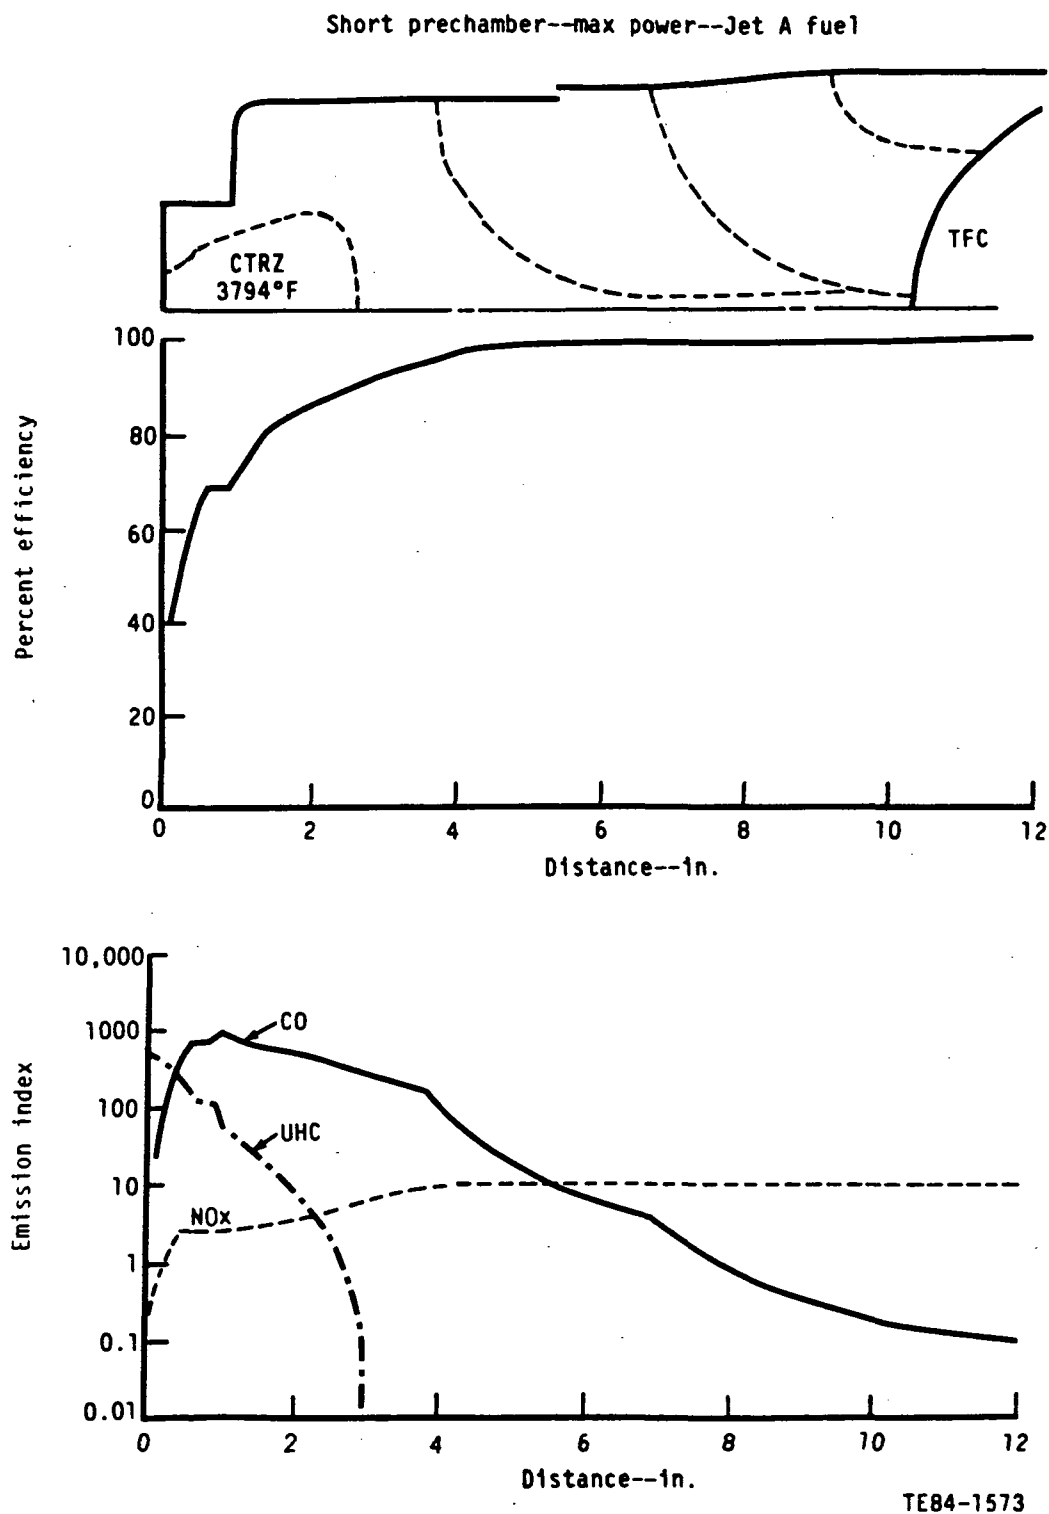 Short prechamber--max power--Jet A fuel
CTRZ
3794°F
TFC
Percent efficiency
100
80
60
40
20
0
0 2 4 6 8 10 12
Distance--in.
Emission index
10,000
1000
100
10
1
0.1
0.01
CO
UHC
NOx
0 2 4 6 8 10 12
Distance--in.
TE84-1573